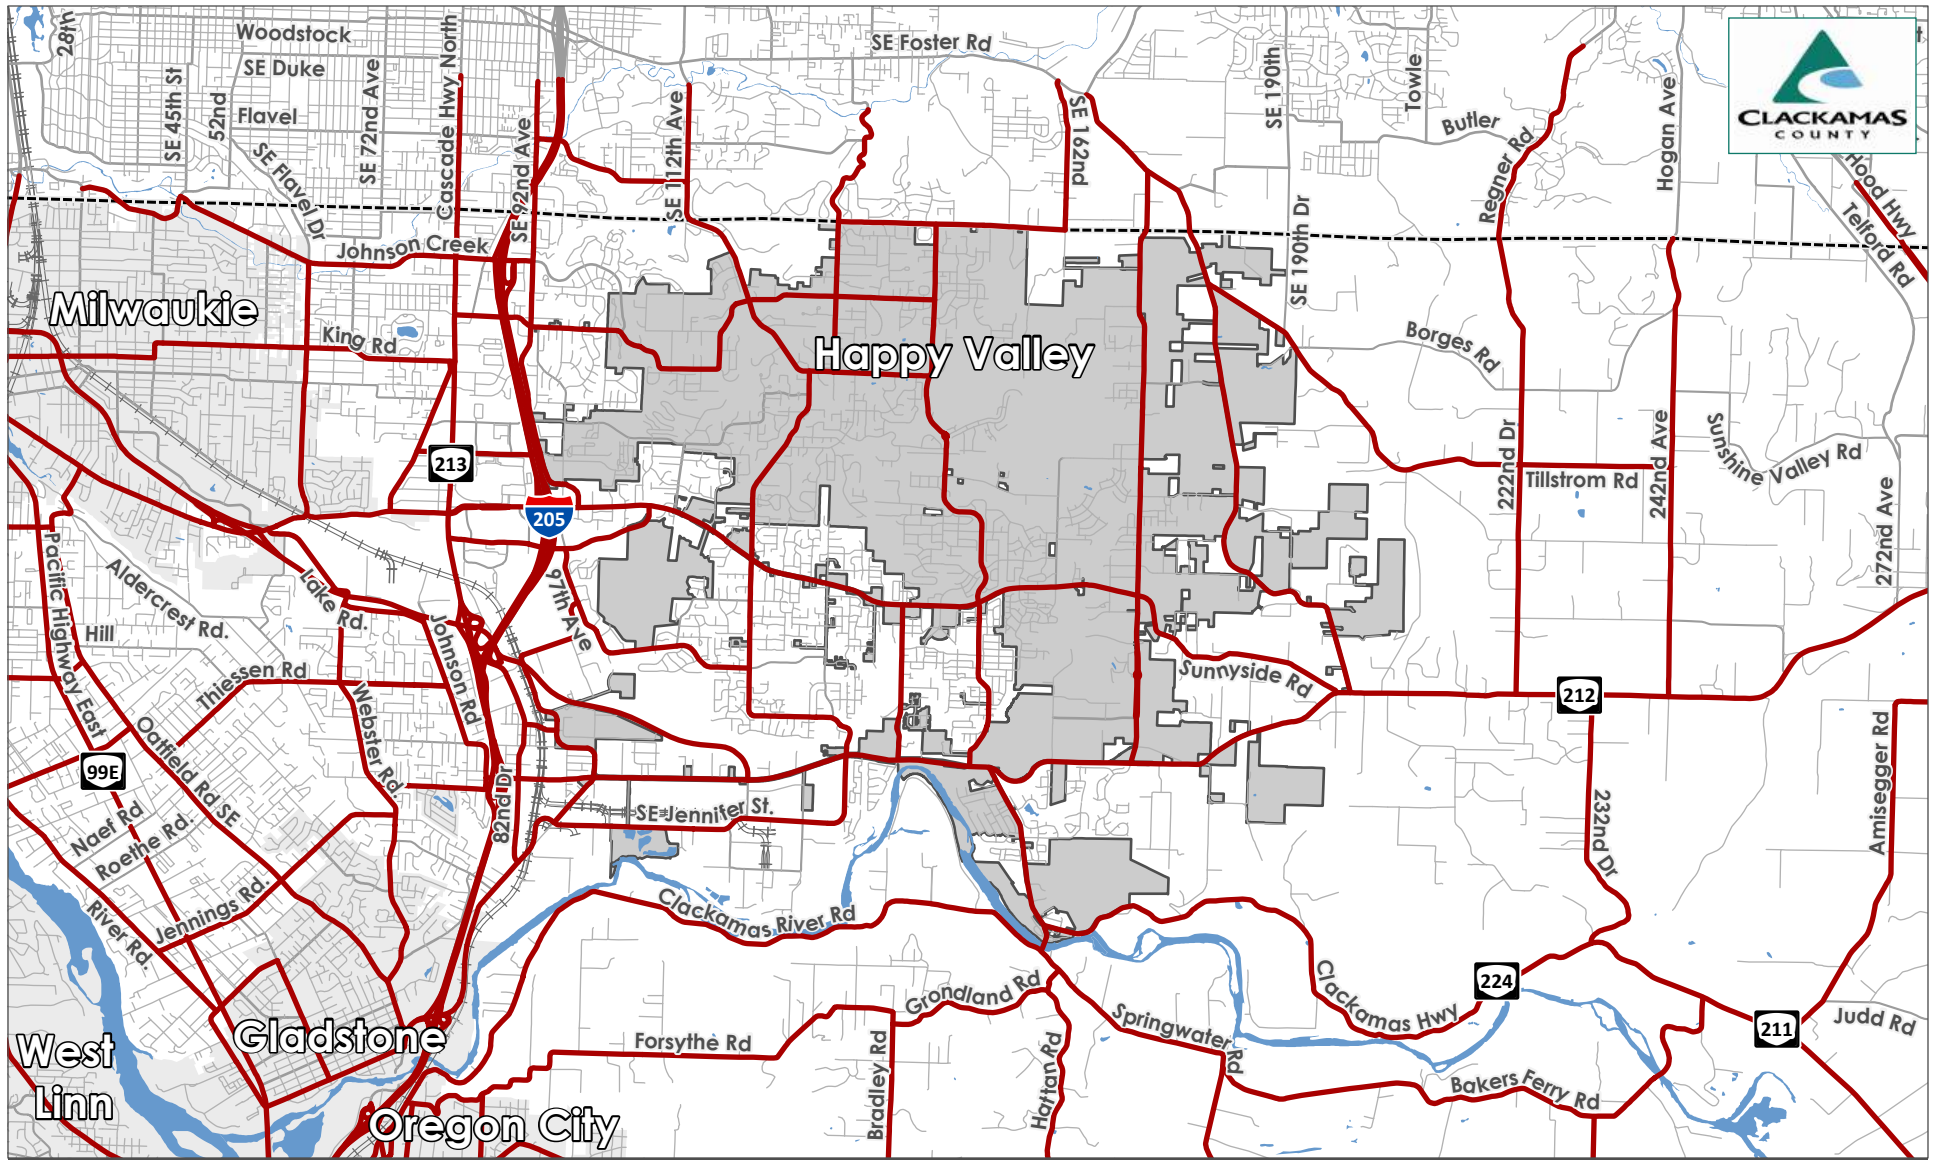 28th
Woodstock
SE Duke
SE 45th St
52nd
Flavel
SE 72nd Ave
Cascade Hwy North
SE 92nd Ave
SE Flavel Dr
SE 112th Ave
SE Foster Rd
SE 162nd
SE 190th
Towle
Butler
Regner Rd
Hogan Ave
CLACKAMAS
COUNTY
Hood Hwy
Telford Rd
Johnson Creek
SE 190th Dr
Milwaukie
King Rd
Happy Valley
Borges Rd
213
205
222nd Dr
Tillstrom Rd
242nd Ave
Sunshine Valley Rd
272nd Ave
Pacific Highway East
Aldercrest Rd.
Hill
Lake Rd.
Johnson Rd
97th Ave
Thiessen Rd
Webster Rd.
Sunnyside Rd
212
Oatfield Rd SE
99E
82nd Dr
SE Jennifer St.
Naef Rd
Roethe Rd.
232nd Dr
Amisegger Rd
River Rd.
Jennings Rd.
Clackamas River Rd
Clackamas Hwy
224
Grondland Rd
Springwater Rd
211
Judd Rd
Gladstone
West
Linn
Forsythe Rd
Bradley Rd
Hattan Rd
Bakers Ferry Rd
Oregon City